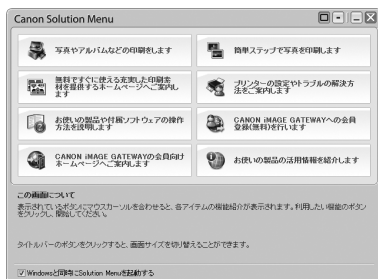 Canon Solution Menu
写真やアルバムなどの印刷をします
簡単ステップで写真を印刷します
無料ですぐに使える充実した印刷素
材を提供するホームページへご案内し
ます
プリンターの設定やトラブルの解決方
法をご案内します
お使いの製品や付属ソフトウェアの操作
方法を説明します
CANON iMAGE GATEWAYへの会員
登録(無料)を行います
CANON iMAGE GATEWAYの会員向け
ホームページへご案内します
お使いの製品の活用情報を紹介します
この画面について
表示されているボタンにマウスカーソルを合わせると、各アイテムの機能紹介が表示されます。利用したい機能のボタン
をクリックし、開始してください。
タイトルバーのボタンをクリックすると、画面サイズを切り替えることができます。
Windowsと同時にSolution Menuを起動する